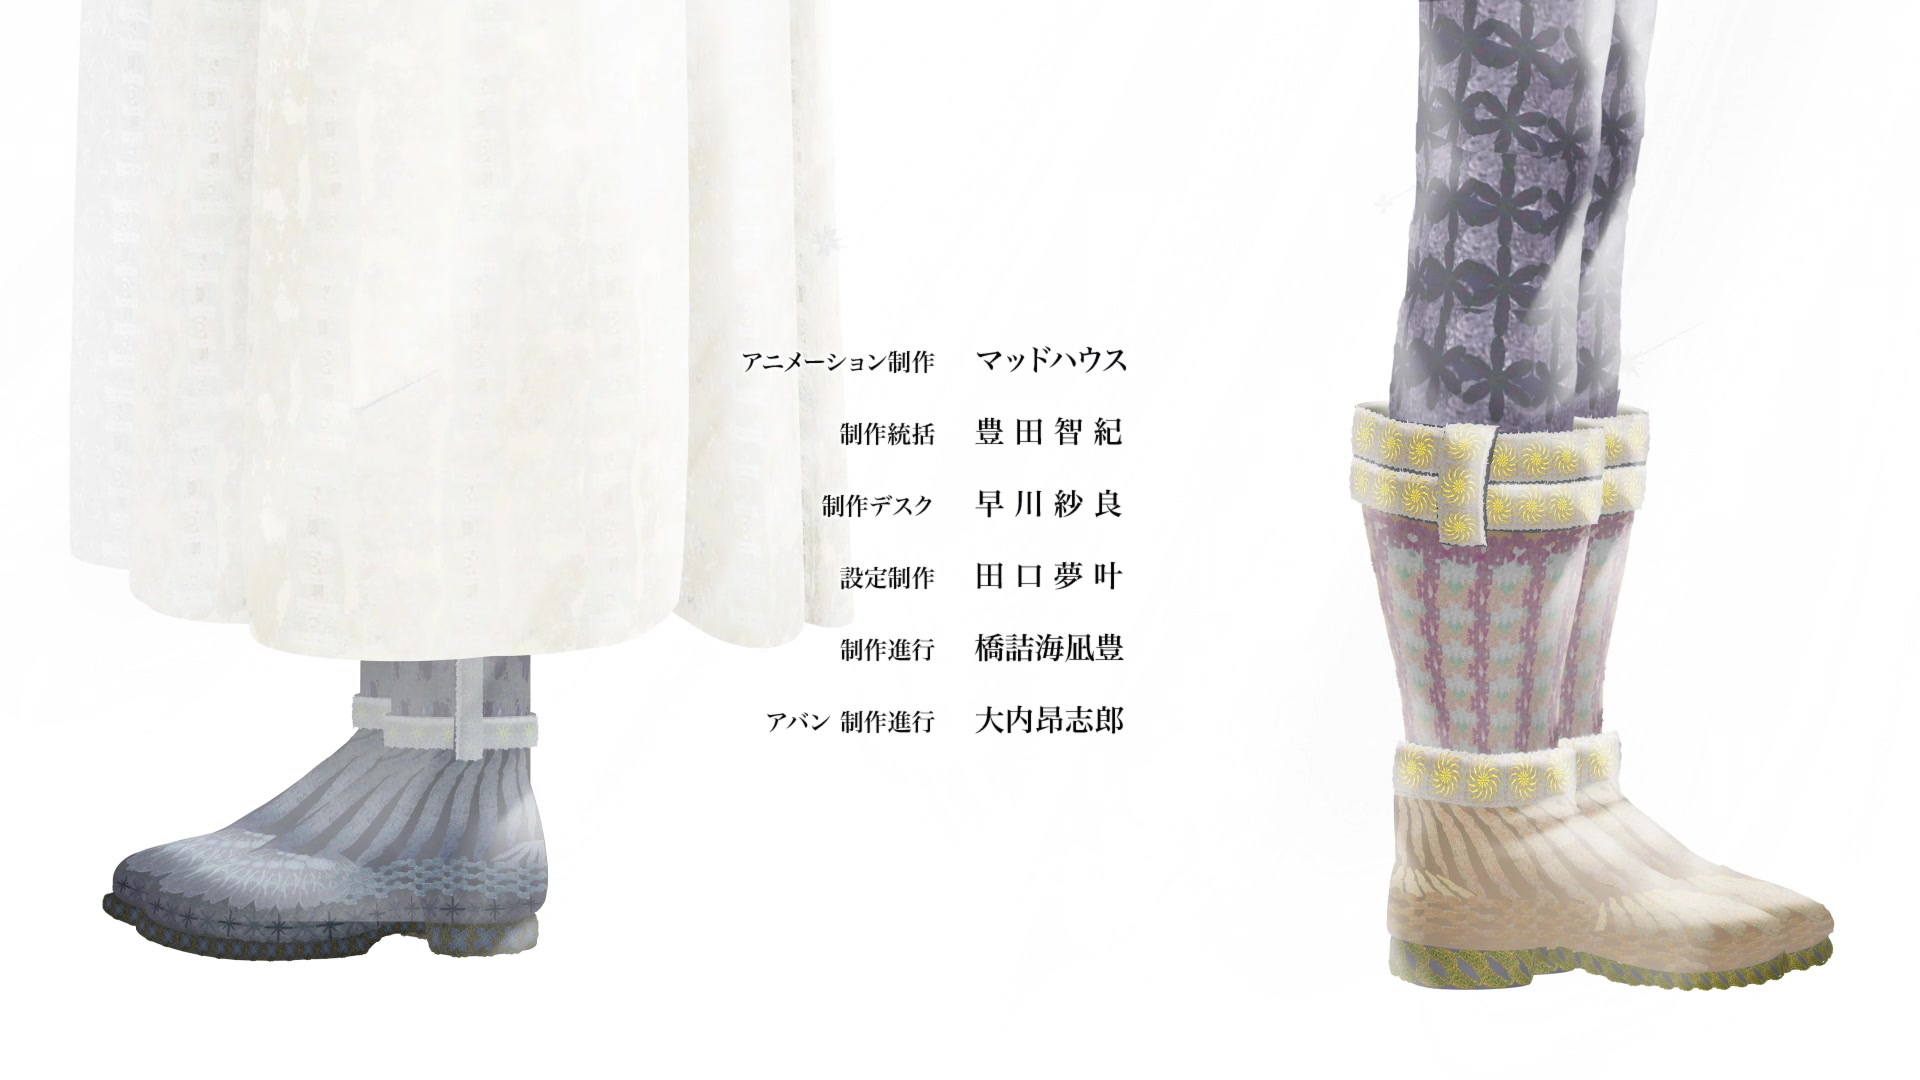 アニメーション制作 マッドハウス
制作統括 豊田智紀
制作デスク 早川紗良
設定制作 田口夢叶
制作進行 橋詰海凪豊
アバン 制作進行 大内昂志郎